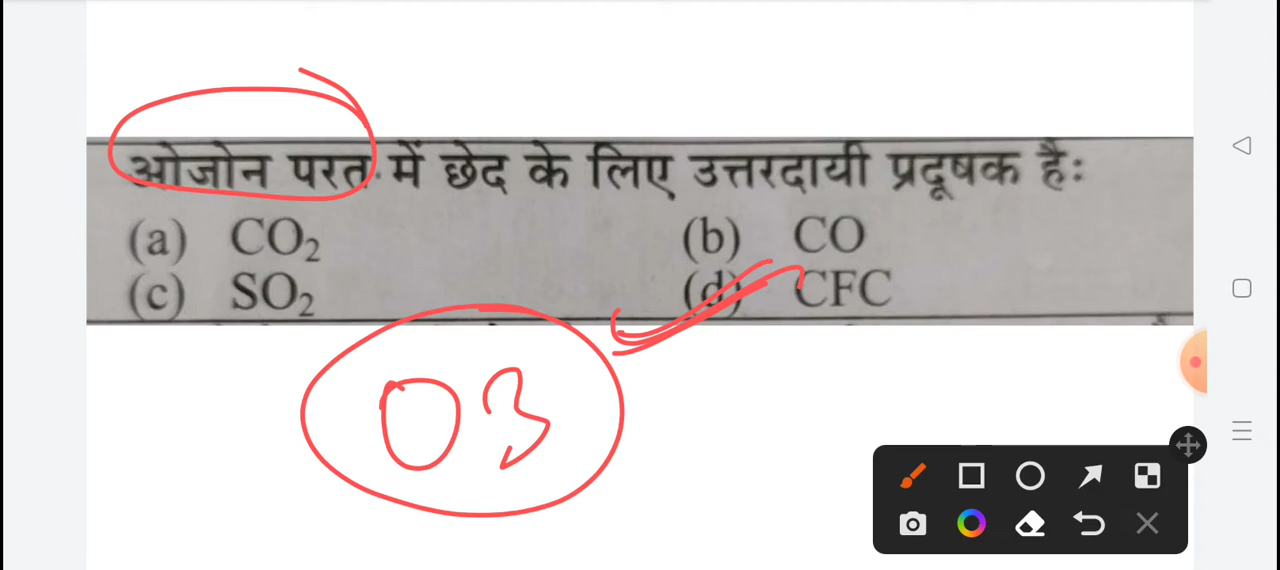 ओजोन परत में छेद के लिए उत्तरदायी प्रदूषक हैः
(a) CO₂ (b) CO
(c) SO₂ (d) CFC
O3